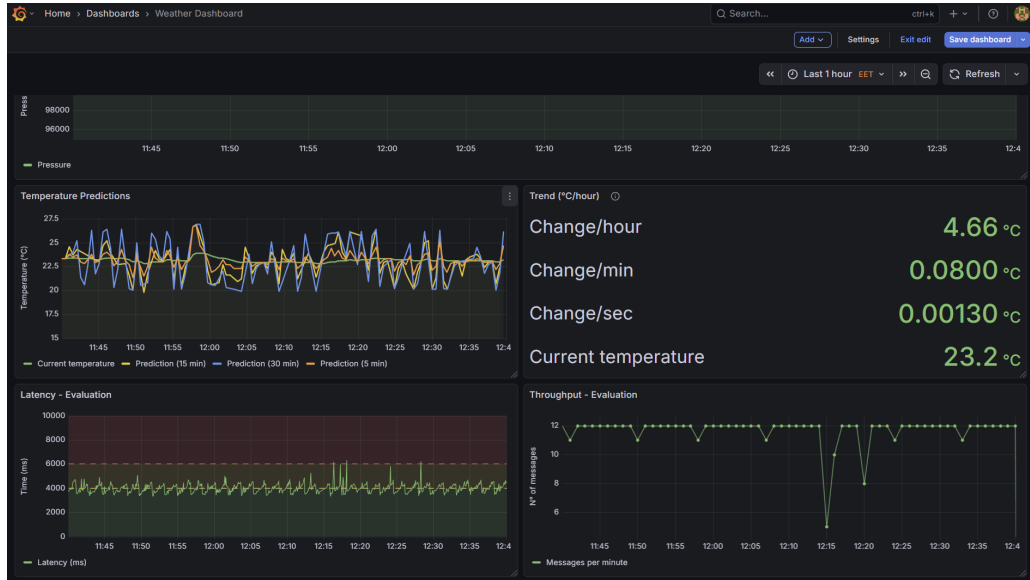 Home > Dashboards > Weather Dashboard
Search...
ctrl+k
Add
Settings
Exit edit
Save dashboard
Last 1 hour EET
Refresh
Press
98000
96000
11:45 11:50 11:55 12:00 12:05 12:10 12:15 12:20 12:25 12:30 12:35 12:4
Pressure
Temperature Predictions
Temperature (°C)
27.5
25
22.5
20
17.5
15
11:45 11:50 11:55 12:00 12:05 12:10 12:15 12:20 12:25 12:30 12:35 12:4
Current temperature Prediction (15 min) Prediction (30 min) Prediction (5 min)
Trend (°C/hour)
Change/hour 4.66 °C
Change/min 0.0800 °C
Change/sec 0.00130 °C
Current temperature 23.2 °C
Latency - Evaluation
Time (ms)
10000
8000
6000
4000
2000
0
11:45 11:50 11:55 12:00 12:05 12:10 12:15 12:20 12:25 12:30 12:35 12:4
Latency (ms)
Throughput - Evaluation
N° of messages
12
10
8
6
11:45 11:50 11:55 12:00 12:05 12:10 12:15 12:20 12:25 12:30 12:35 12:4
Messages per minute